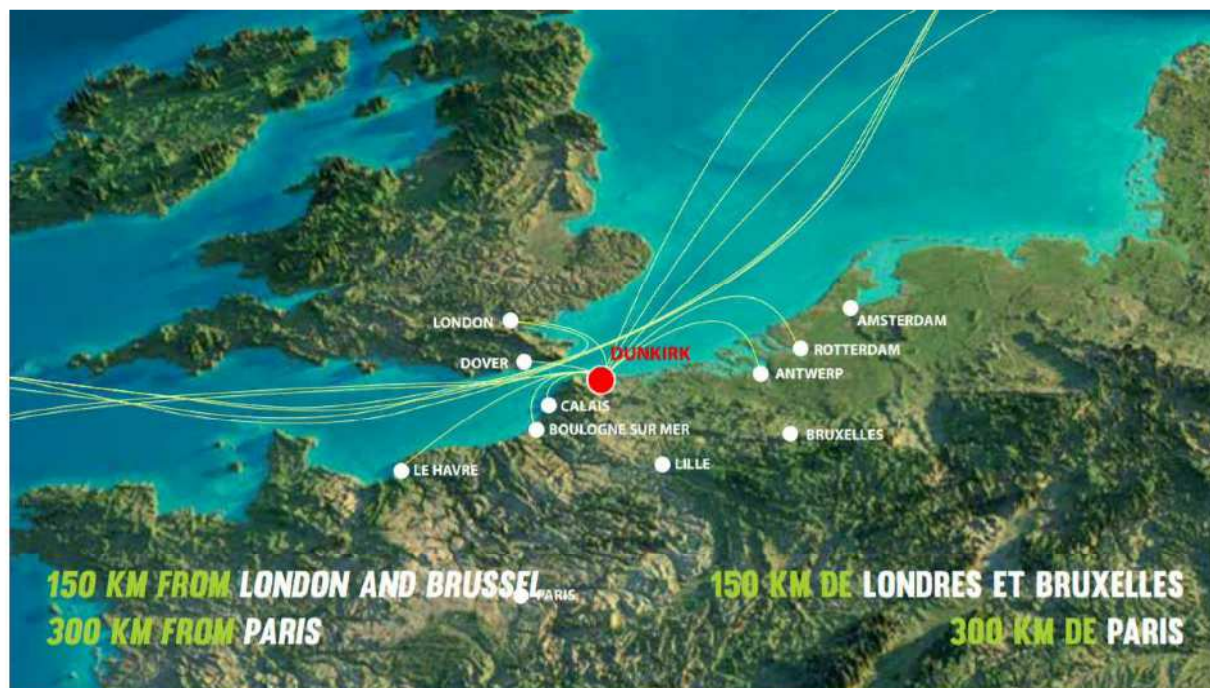 LONDON
DOVER
DUNKIRK
AMSTERDAM
ROTTERDAM
ANTWERP
CALAIS
BOULOGNE SUR MER
BRUXELLES
LE HAVRE
LILLE
150 KM FROM LONDON AND BRUSSEL
PARIS
300 KM FROM PARIS
150 KM DE LONDRES ET BRUXELLES
300 KM DE PARIS